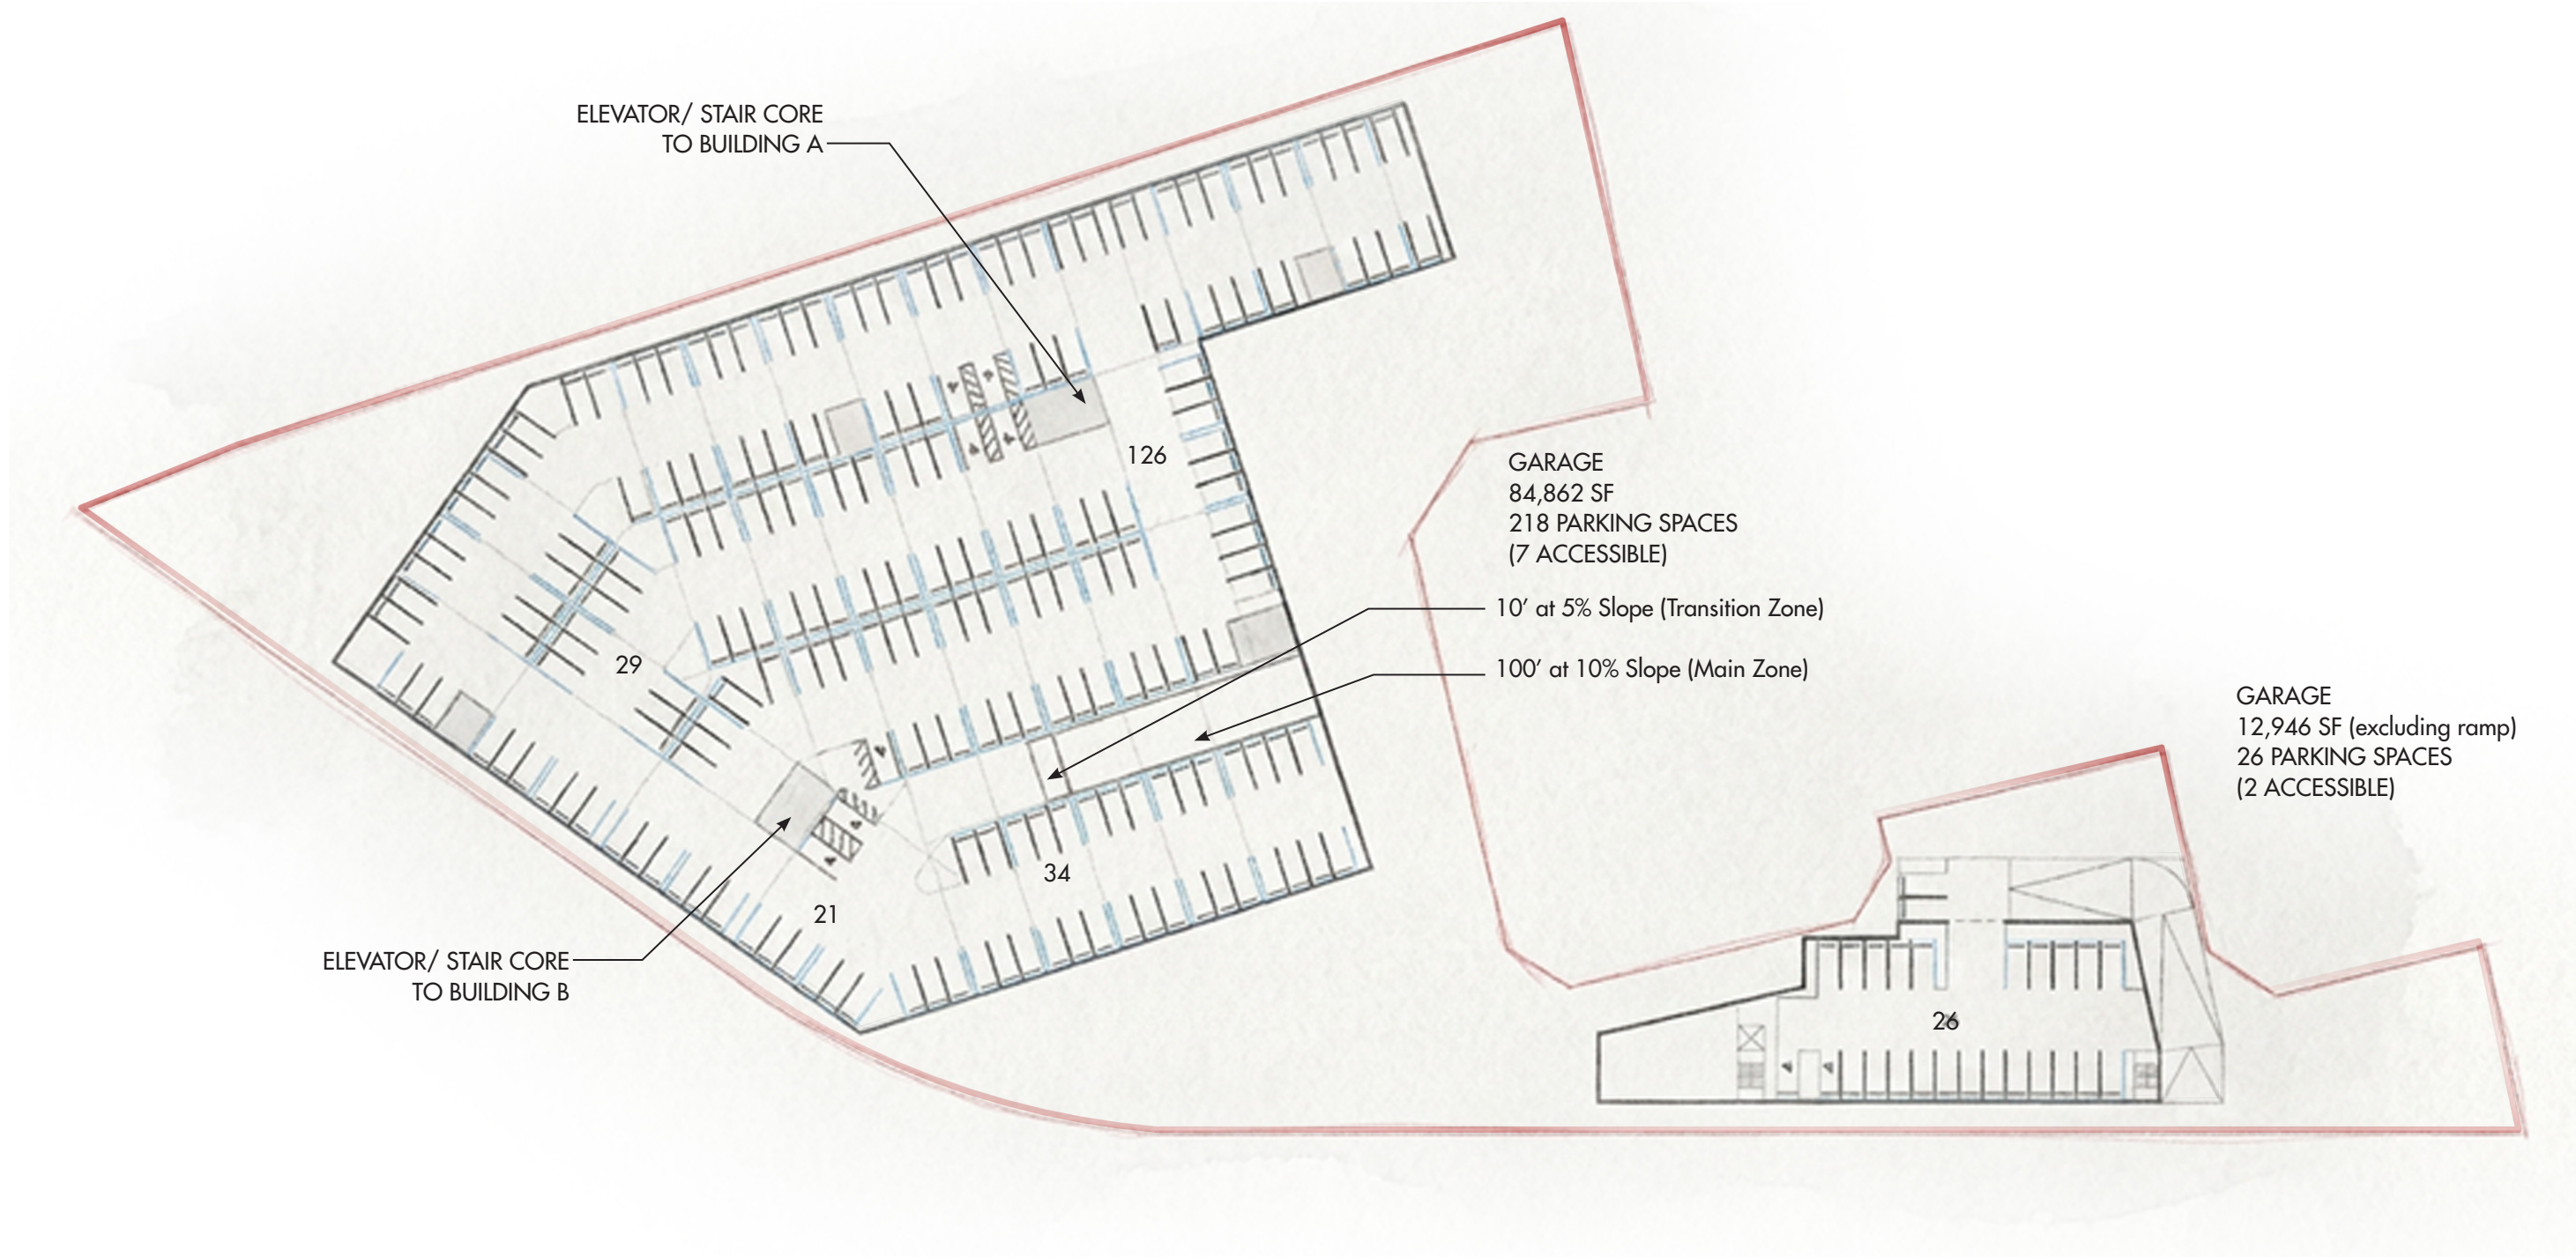 ELEVATOR/ STAIR CORE
TO BUILDING A
126
GARAGE
84,862 SF
218 PARKING SPACES
(7 ACCESSIBLE)
10’ at 5% Slope (Transition Zone)
100’ at 10% Slope (Main Zone)
29
GARAGE
12,946 SF (excluding ramp)
26 PARKING SPACES
(2 ACCESSIBLE)
34
21
ELEVATOR/ STAIR CORE
TO BUILDING B
26